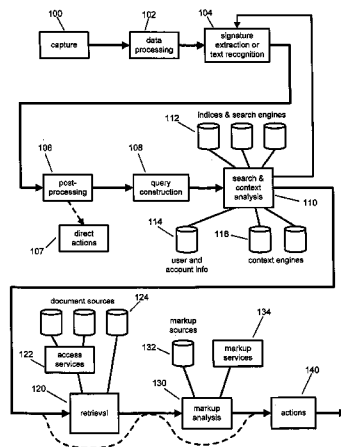 100
102
104
capture
data
processing
signature
extraction or
text recognition
indices & search engines
112
106
108
post-
processing
query
construction
search &
context
analysis
110
107
direct
actions
114
116
user and
account info
context engines
document sources
124
markup
sources
134
122
access
services
132
markup
services
120
130
140
retrieval
markup analysis
actions